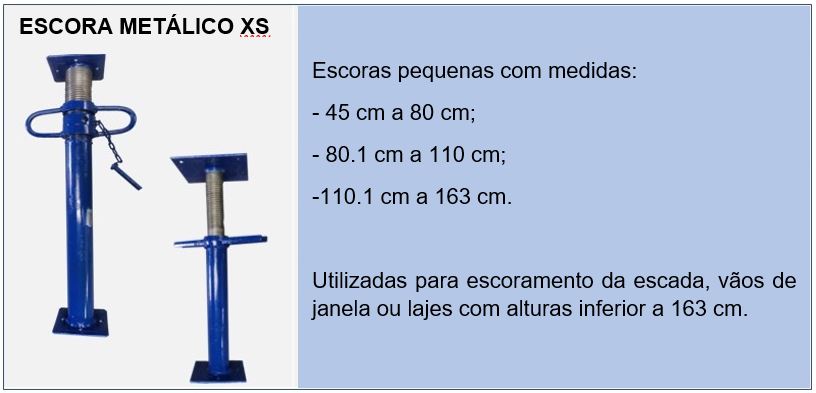 ESCORA METÁLICO XS
Escoras pequenas com medidas:
- 45 cm a 80 cm;
- 80.1 cm a 110 cm;
-110.1 cm a 163 cm.
Utilizadas para escoramento da escada, vãos de
janela ou lajes com alturas inferior a 163 cm.